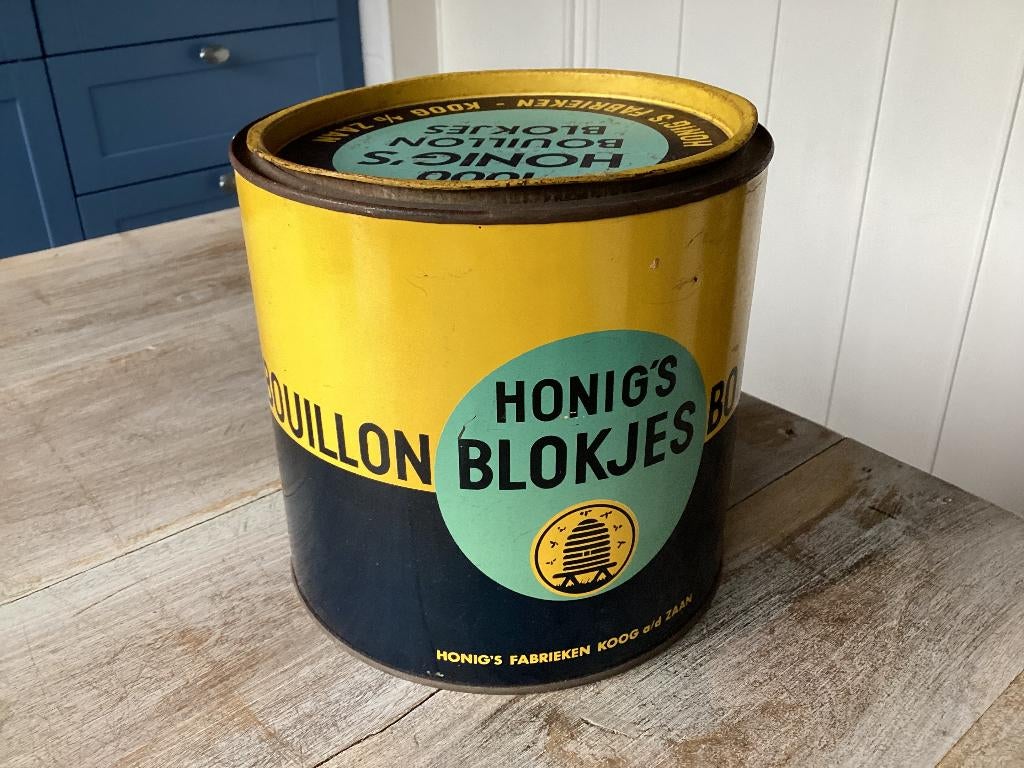 1000
HONIG'S
BOUILLON
BLOKJES
HONIG'S FABRIEKEN - KOOG A/D ZAAN
BOUILLON
HONIG'S
BLOKJES
BO
HONIG'S FABRIEKEN KOOG a/d ZAAN